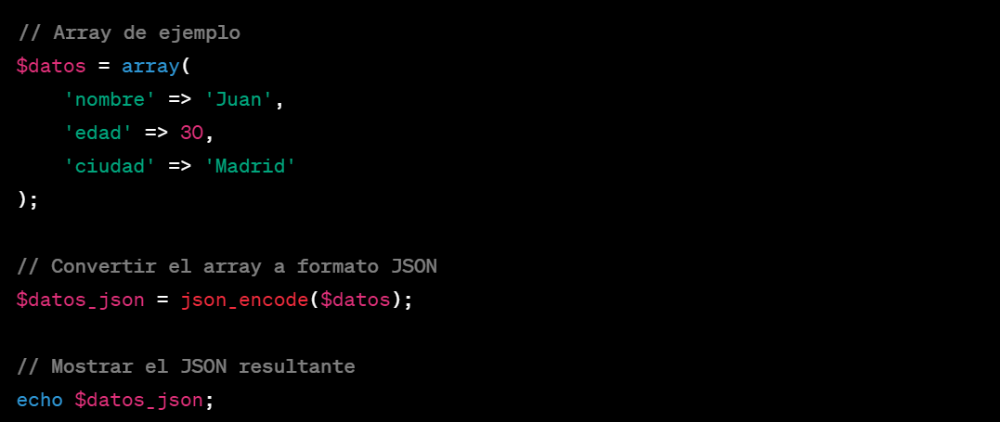 // Array de ejemplo
$datos = array(
    'nombre' => 'Juan',
    'edad' => 30,
    'ciudad' => 'Madrid'
);
// Convertir el array a formato JSON
$datos_json = json_encode($datos);
// Mostrar el JSON resultante
echo $datos_json;